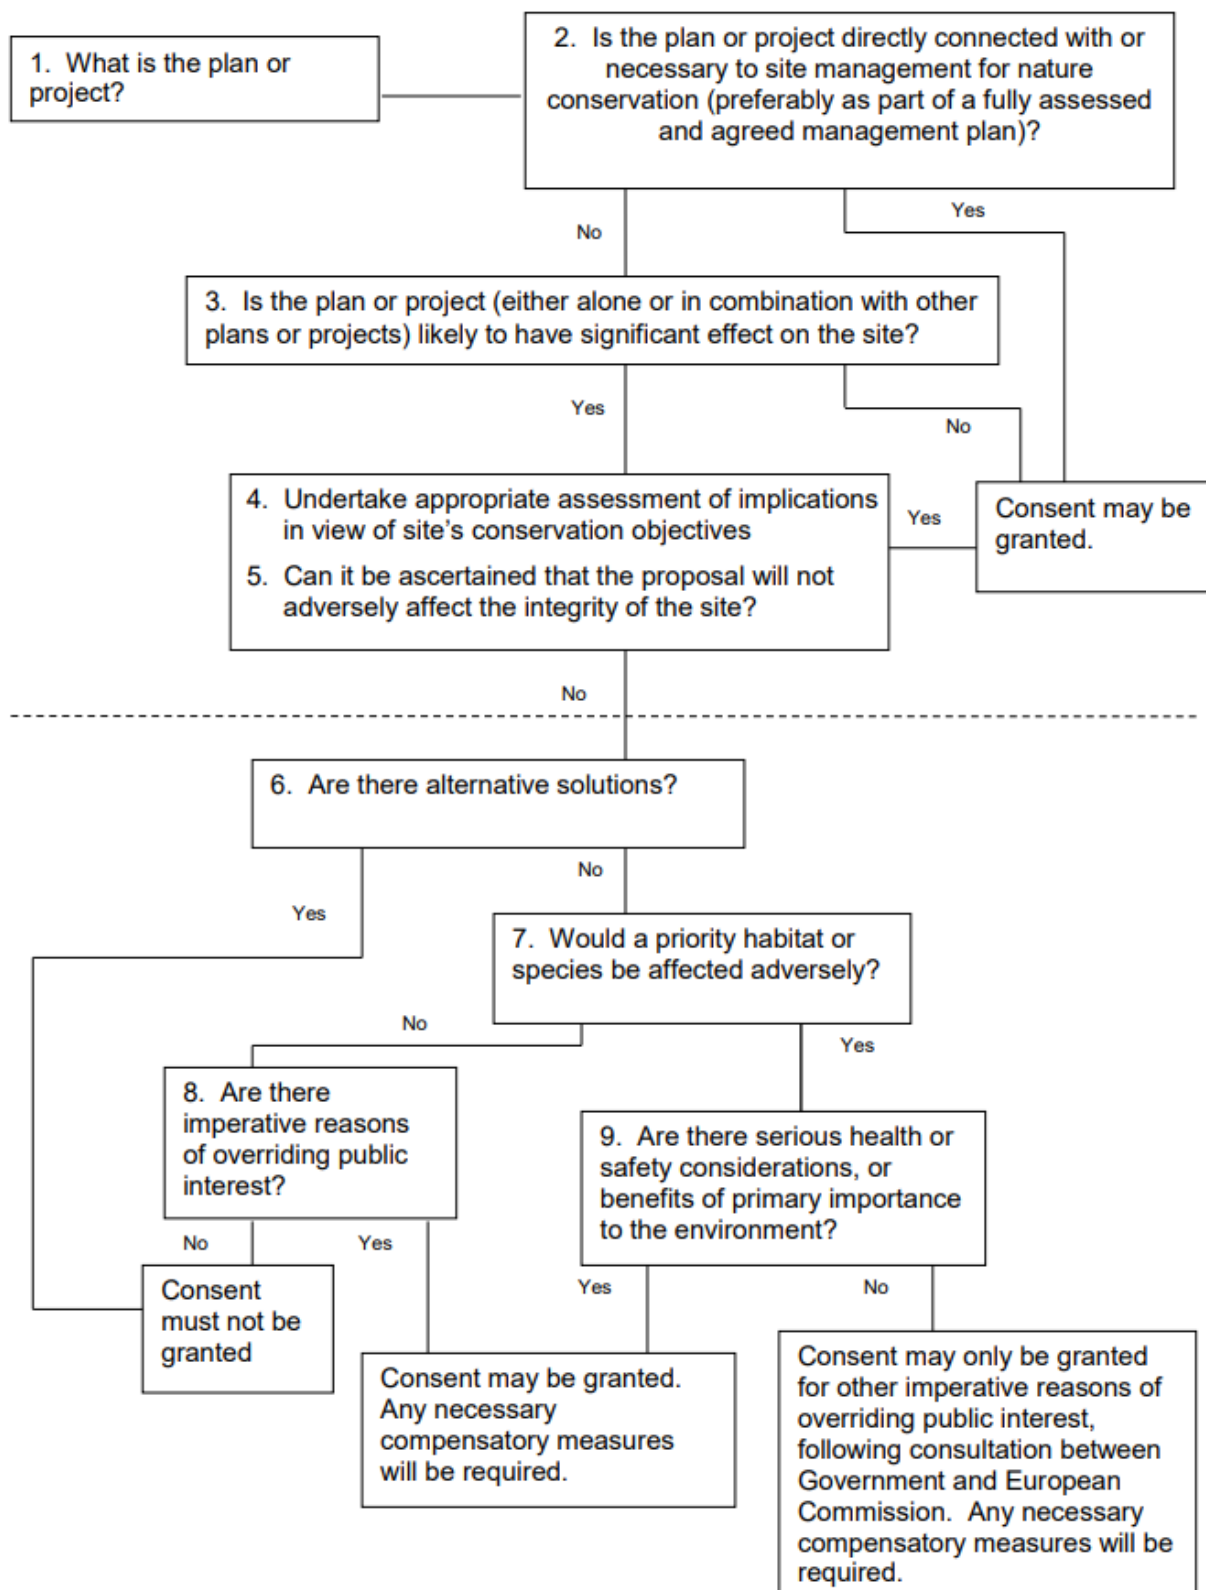 1. What is the plan or
project?
2. Is the plan or project directly connected with or
necessary to site management for nature
conservation (preferably as part of a fully assessed
and agreed management plan)?
No
Yes
3. Is the plan or project (either alone or in combination with other
plans or projects) likely to have significant effect on the site?
Yes
No
4. Undertake appropriate assessment of implications
in view of site's conservation objectives
5. Can it be ascertained that the proposal will not
adversely affect the integrity of the site?
Yes
Consent may be
granted.
No
6. Are there alternative solutions?
Yes
No
7. Would a priority habitat or
species be affected adversely?
No
Yes
8. Are there
imperative reasons
of overriding public
interest?
9. Are there serious health or
safety considerations, or
benefits of primary importance
to the environment?
No
Yes
Yes
No
Consent
must not be
granted
Consent may be granted.
Any necessary
compensatory measures
will be required.
Consent may only be granted
for other imperative reasons of
overriding public interest,
following consultation between
Government and European
Commission. Any necessary
compensatory measures will be
required.